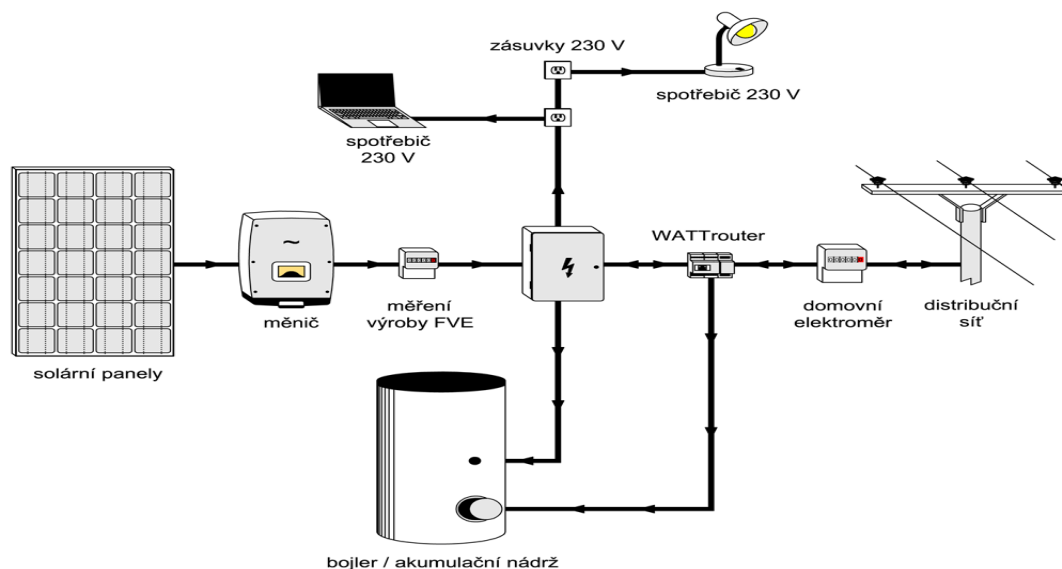 zásuvky 230 V
spotřebič 230 V
spotřebič
230 V
WATTrouter
solární panely
měnič
měření
výroby FVE
domovní
elektroměr
distribuční
síť
bojler / akumulační nádrž